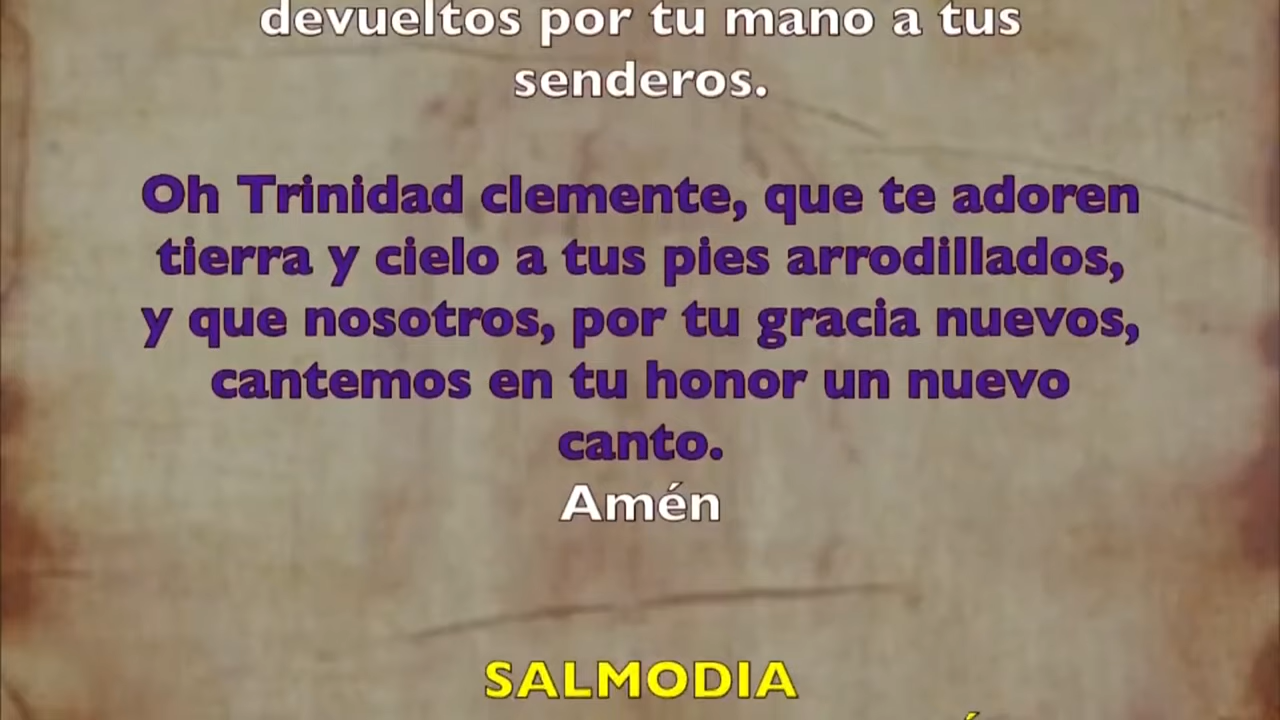 devueltos por tu mano a tus
senderos.
Oh Trinidad clemente, que te adoren
tierra y cielo a tus pies arrodillados,
y que nosotros, por tu gracia nuevos,
cantemos en tu honor un nuevo
canto.
Amén
SALMODIA